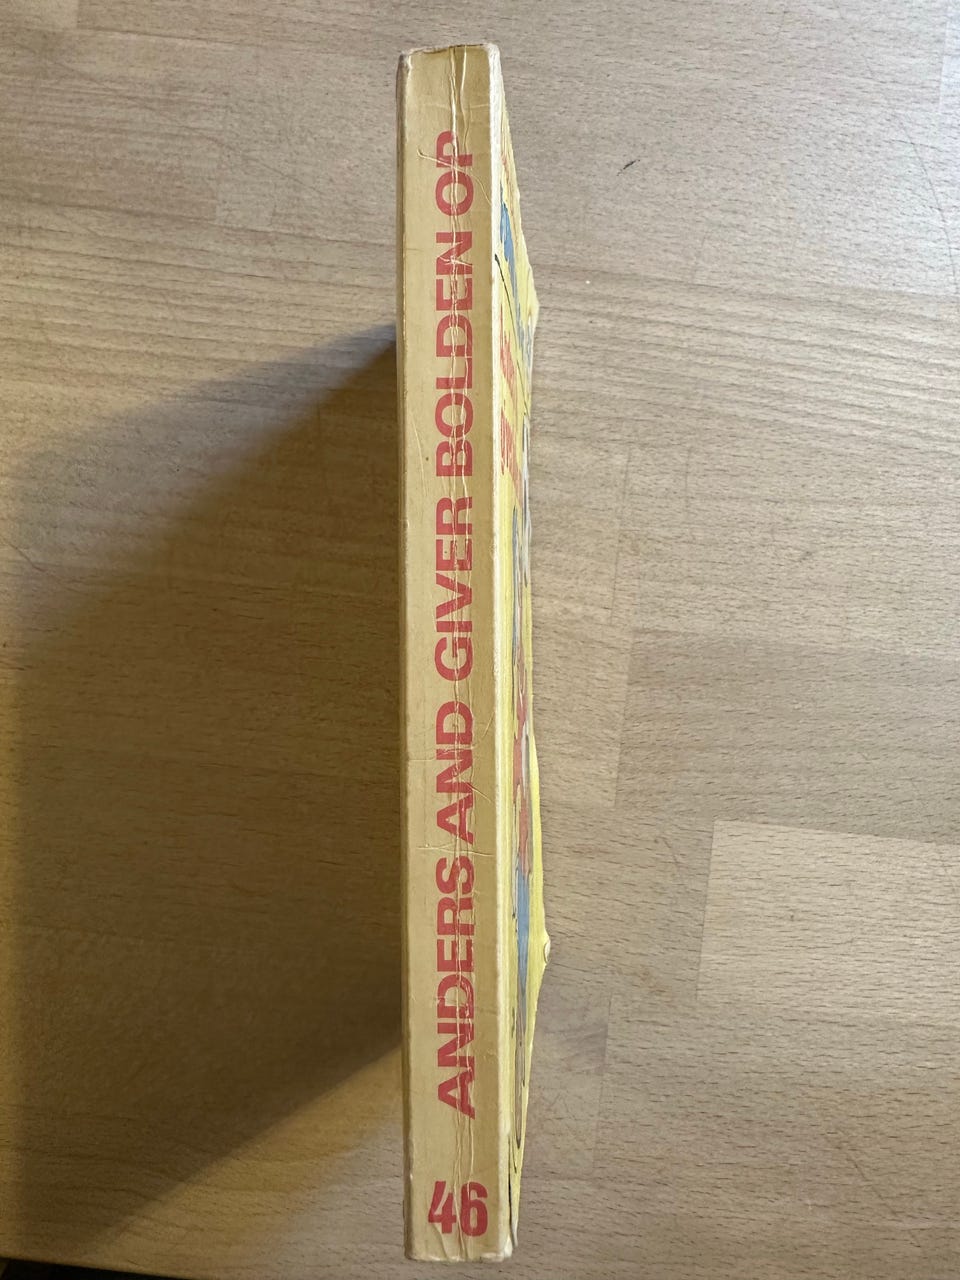 ANDERS AND GIVER BOLDEN OP
46